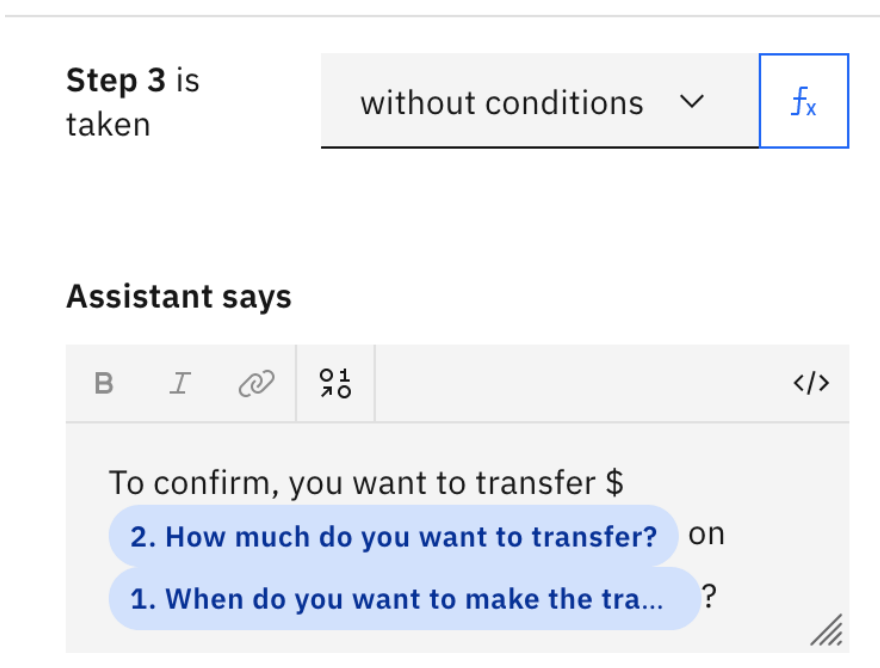 Step 3 is
taken
without conditions
fx
Assistant says
B I </>
To confirm, you want to transfer $
2. How much do you want to transfer? on
1. When do you want to make the tra... ?